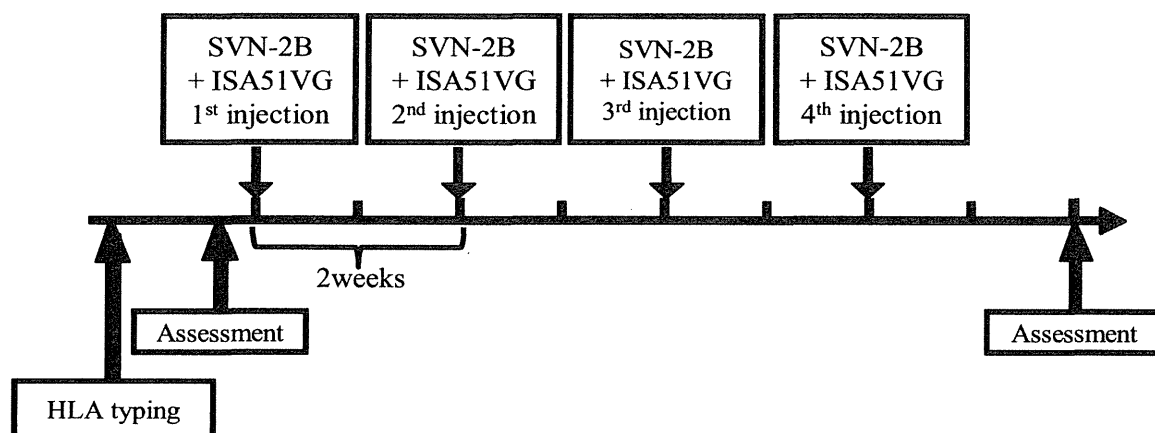 SVN-2B
+ ISA51VG
1st injection
SVN-2B
+ ISA51VG
2nd injection
SVN-2B
+ ISA51VG
3rd injection
SVN-2B
+ ISA51VG
4th injection
2weeks
Assessment
Assessment
HLA typing